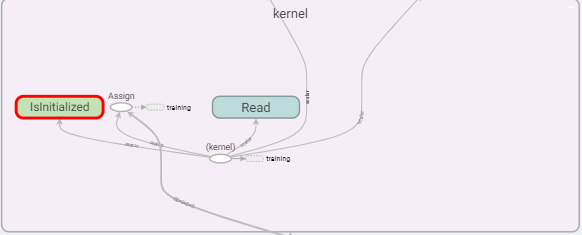 kernel
Assign
IsInitialized
training
Read
(kernel)
training